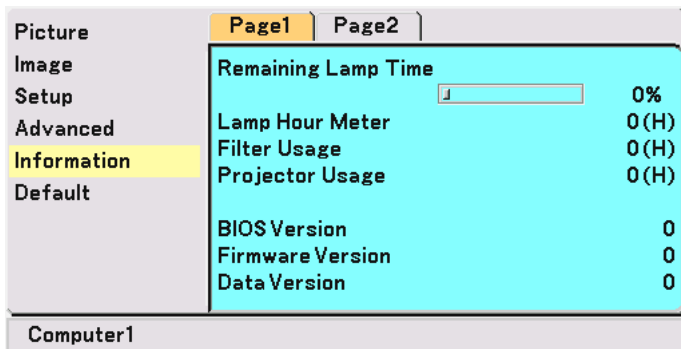 Page1 Page2
Picture
Image
Setup
Advanced
Information
Default
Remaining Lamp Time
0%
Lamp Hour Meter 0(H)
Filter Usage 0(H)
Projector Usage 0(H)
BIOS Version 0
Firmware Version 0
Data Version 0
Computer1